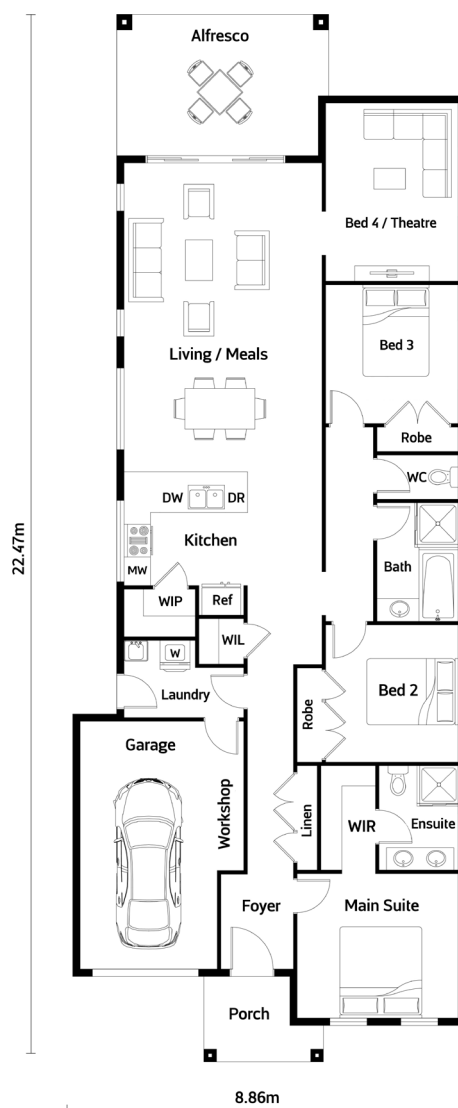 Alfresco
Bed 4 / Theatre
Bed 3
Living / Meals
Robe
WC
DW DR
22.47m
Kitchen
Bath
MW
WIP
Ref
WIL
W
Laundry
Bed 2
Robe
Garage
Workshop
Linen
WIR
Ensuite
Foyer
Main Suite
Porch
8.86m